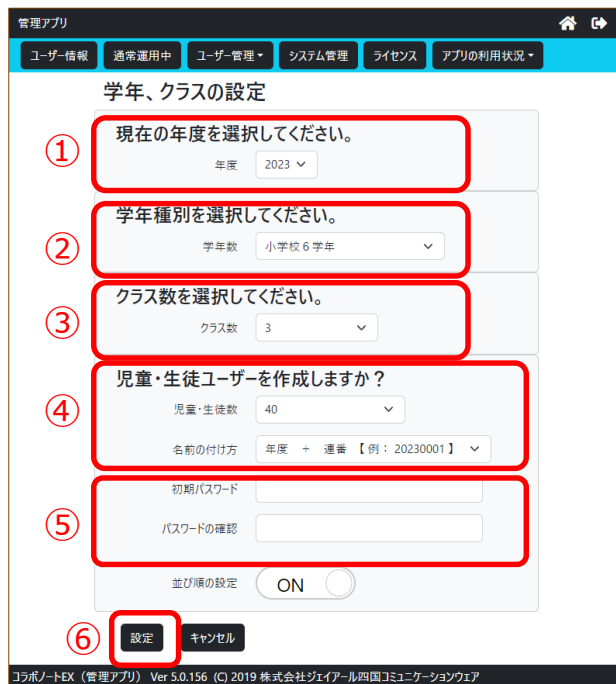 管理アプリ
ユーザー情報 通常運用中 ユーザー管理 システム管理 ライセンス アプリの利用状況
学年、クラスの設定
① 現在の年度を選択してください。
年度 2023
② 学年種別を選択してください。
学年数 小学校6学年
③ クラス数を選択してください。
クラス数 3
④ 児童・生徒ユーザーを作成しますか？
児童・生徒数 40
名前の付け方 年度 + 連番 【 例： 20230001 】
⑤ 初期パスワード
パスワードの確認
並び順の設定 ON
⑥ 設定 キャンセル
コラボノートEX（管理アプリ） Ver 5.0.156 (C) 2019 株式会社ジェイアール四国コミュニケーションウェア